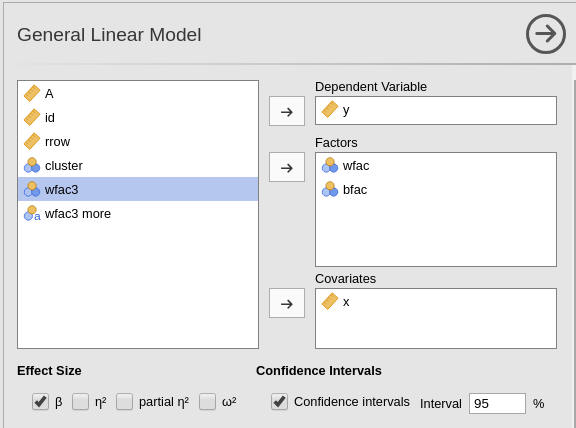 General Linear Model
A
id
rrow
cluster
wfac3
a wfac3 more
Dependent Variable
y
Factors
wfac
bfac
Covariates
x
Effect Size
β η² partial η² ω²
Confidence Intervals
Confidence intervals Interval 95 %